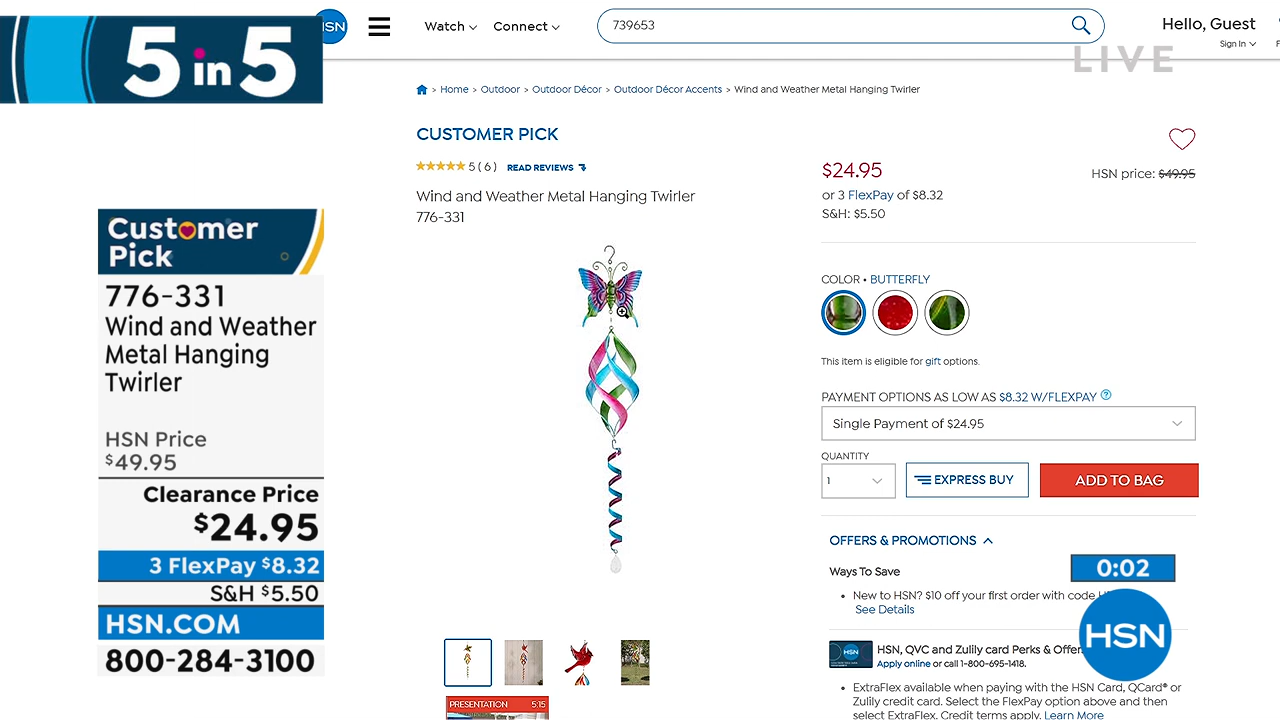 5 in 5
HSN
Watch
Connect
739653
Hello, Guest
Sign In
LIVE
> Home > Outdoor > Outdoor Décor > Outdoor Décor Accents > Wind and Weather Metal Hanging Twirler
CUSTOMER PICK
5 ( 6 ) READ REVIEWS
Wind and Weather Metal Hanging Twirler
776-331
$24.95
HSN price: $49.95
or 3 FlexPay of $8.32
S&H: $5.50
COLOR • BUTTERFLY
This item is eligible for gift options.
PAYMENT OPTIONS AS LOW AS $8.32 W/FLEXPAY ?
Single Payment of $24.95
QUANTITY
1
EXPRESS BUY
ADD TO BAG
OFFERS & PROMOTIONS
Ways To Save
0:02
• New to HSN? $10 off your first order with code
See Details
HSN, QVC and Zulily card Perks & Offer
Apply online or call 1-800-695-1418.
HSN
• ExtraFlex available when paying with the HSN Card, QCard® or
Zulily credit card. Select the FlexPay option above and then
select ExtraFlex. Credit terms apply. Learn More
PRESENTATION 5:15
Customer
Pick
776-331
Wind and Weather
Metal Hanging
Twirler
HSN Price
$49.95
Clearance Price
$24.95
3 FlexPay $8.32
S&H $5.50
HSN.COM
800-284-3100